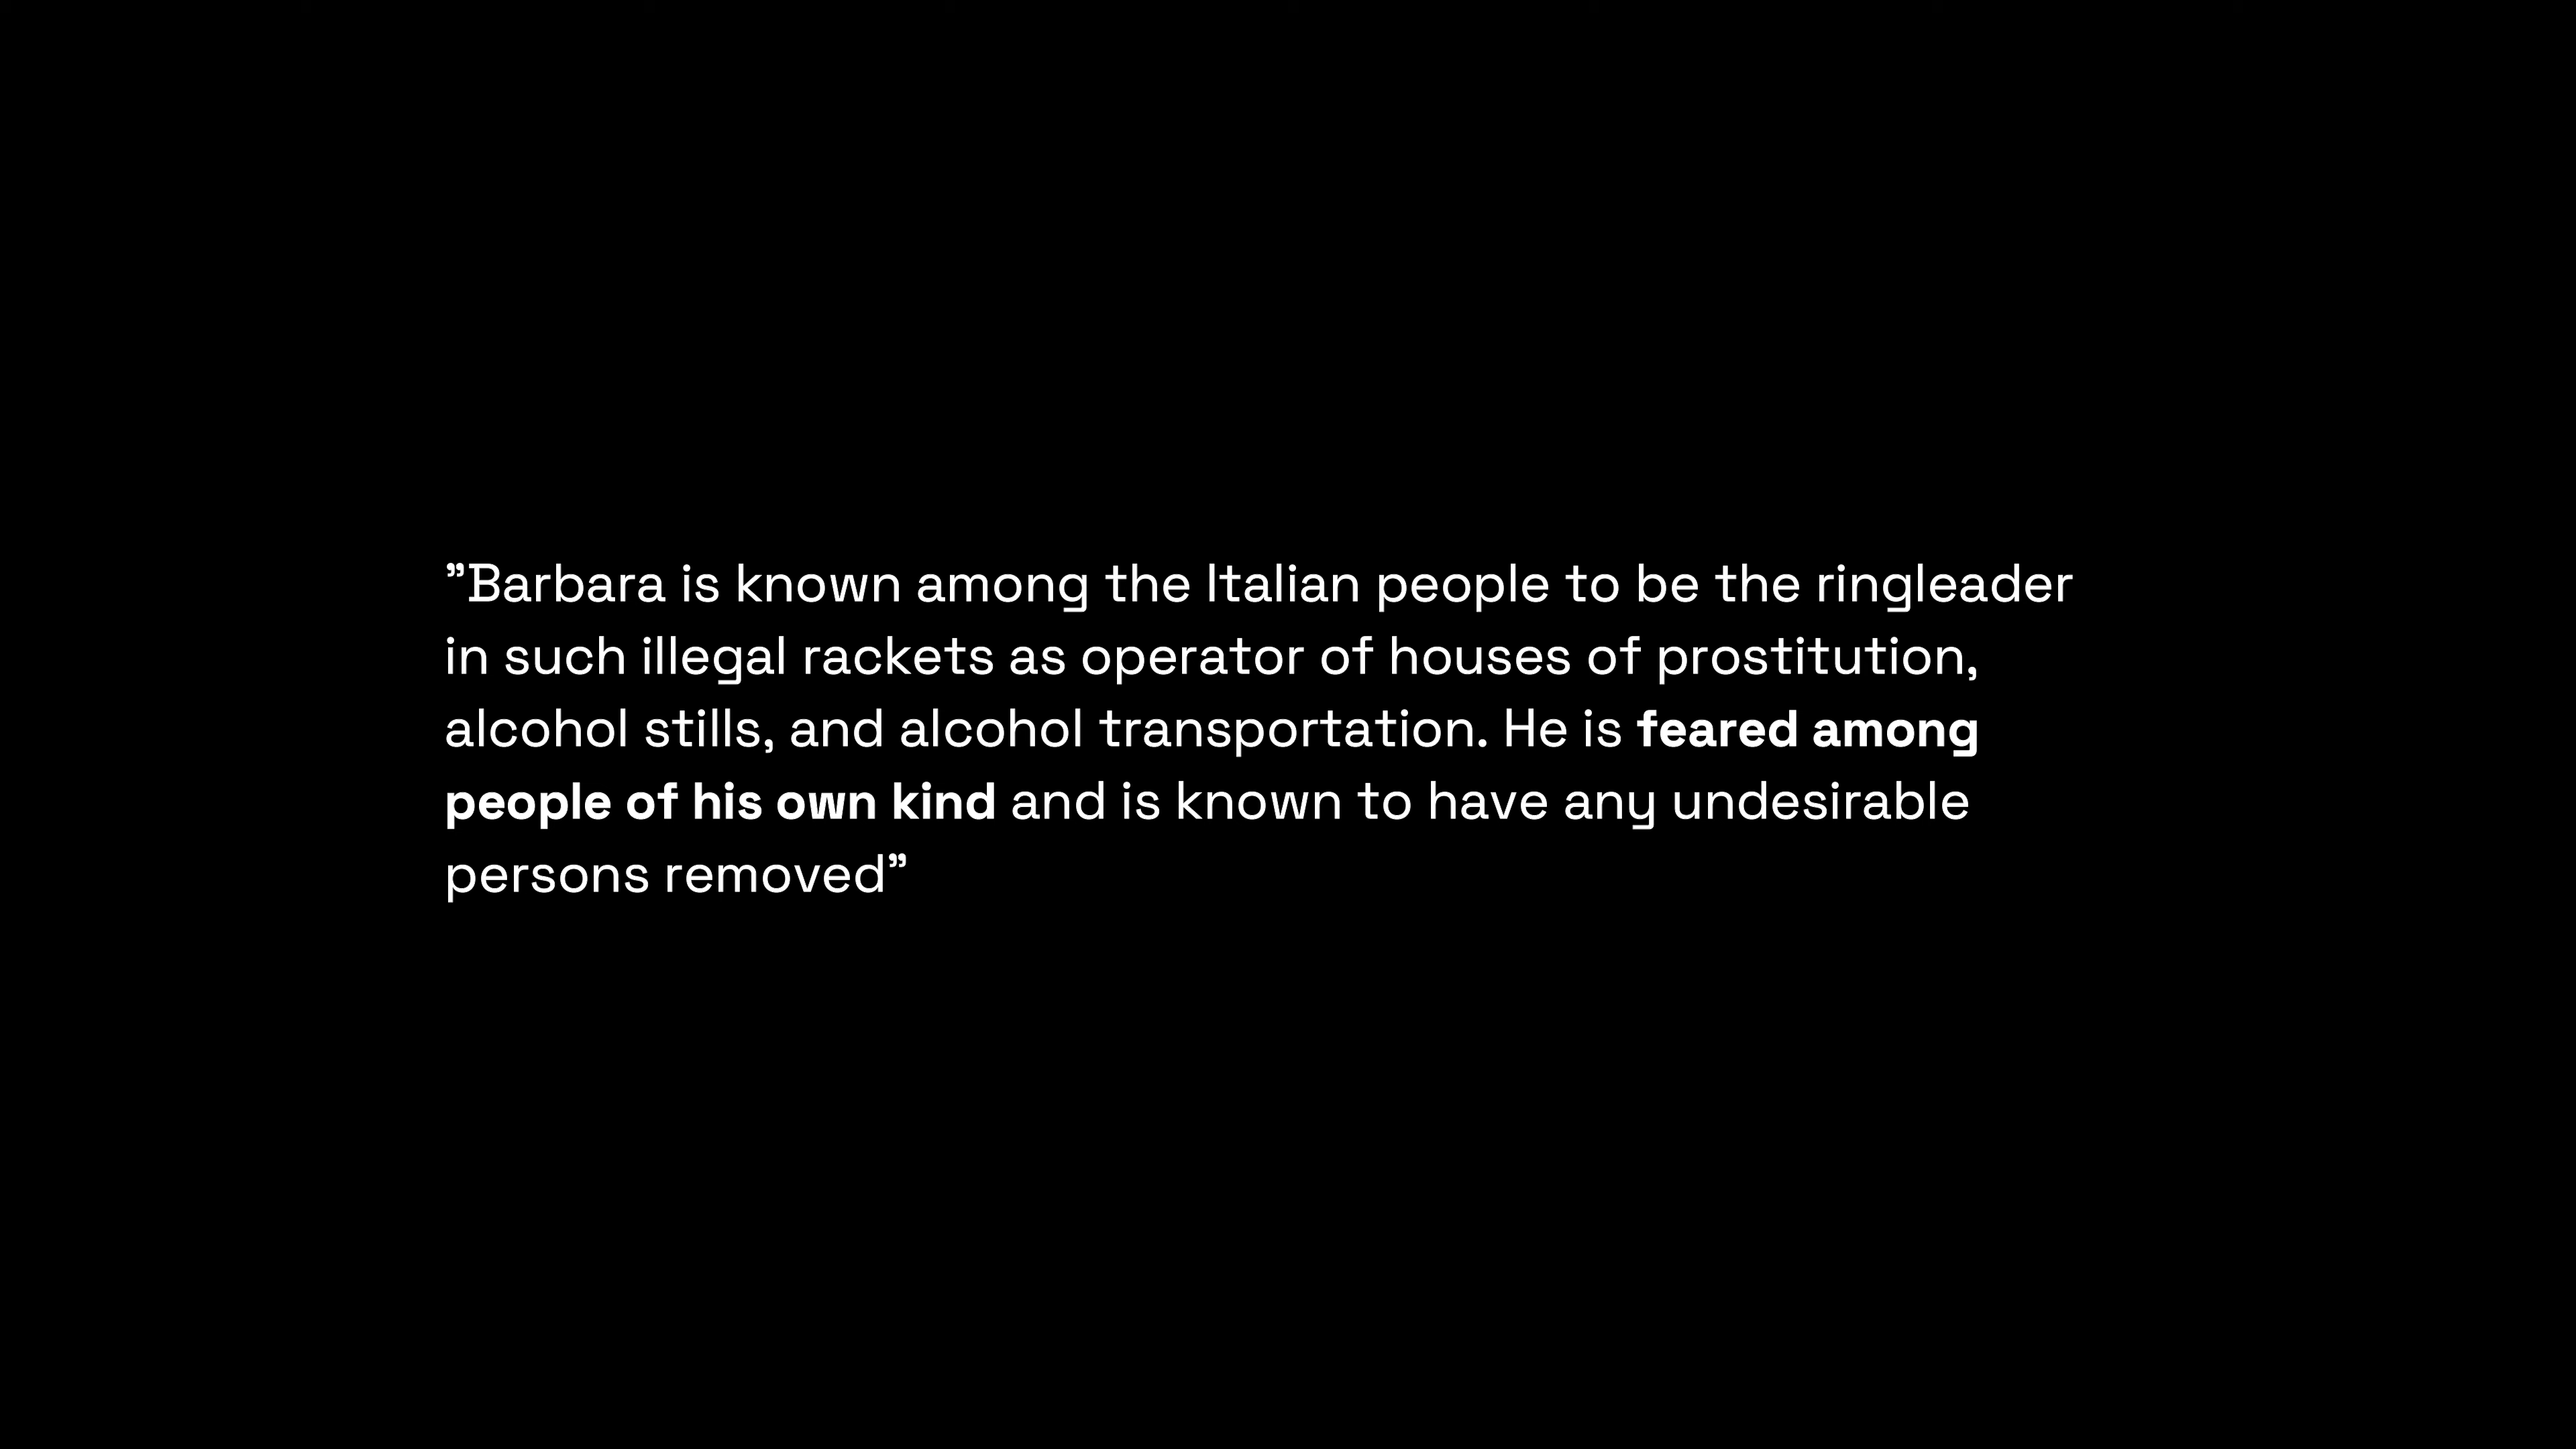 ”Barbara is known among the Italian people to be the ringleader
in such illegal rackets as operator of houses of prostitution,
alcohol stills, and alcohol transportation. He is feared among
people of his own kind and is known to have any undesirable
persons removed”